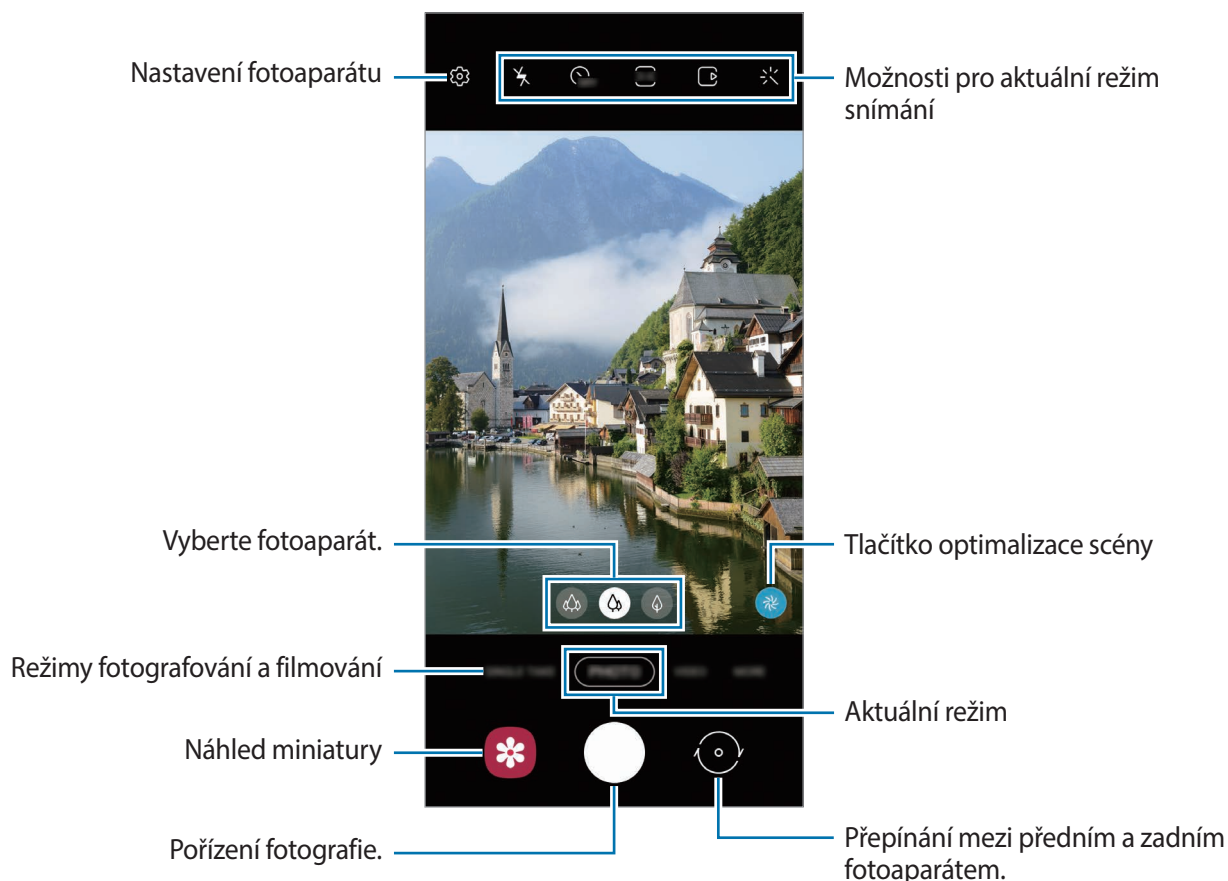 Nastavení fotoaparátu
Možnosti pro aktuální režim
snímání
Vyberte fotoaparát.
Tlačítko optimalizace scény
Režimy fotografování a filmování
PHOTO
Aktuální režim
Náhled miniatury
Pořízení fotografie.
Přepínání mezi předním a zadním
fotoaparátem.